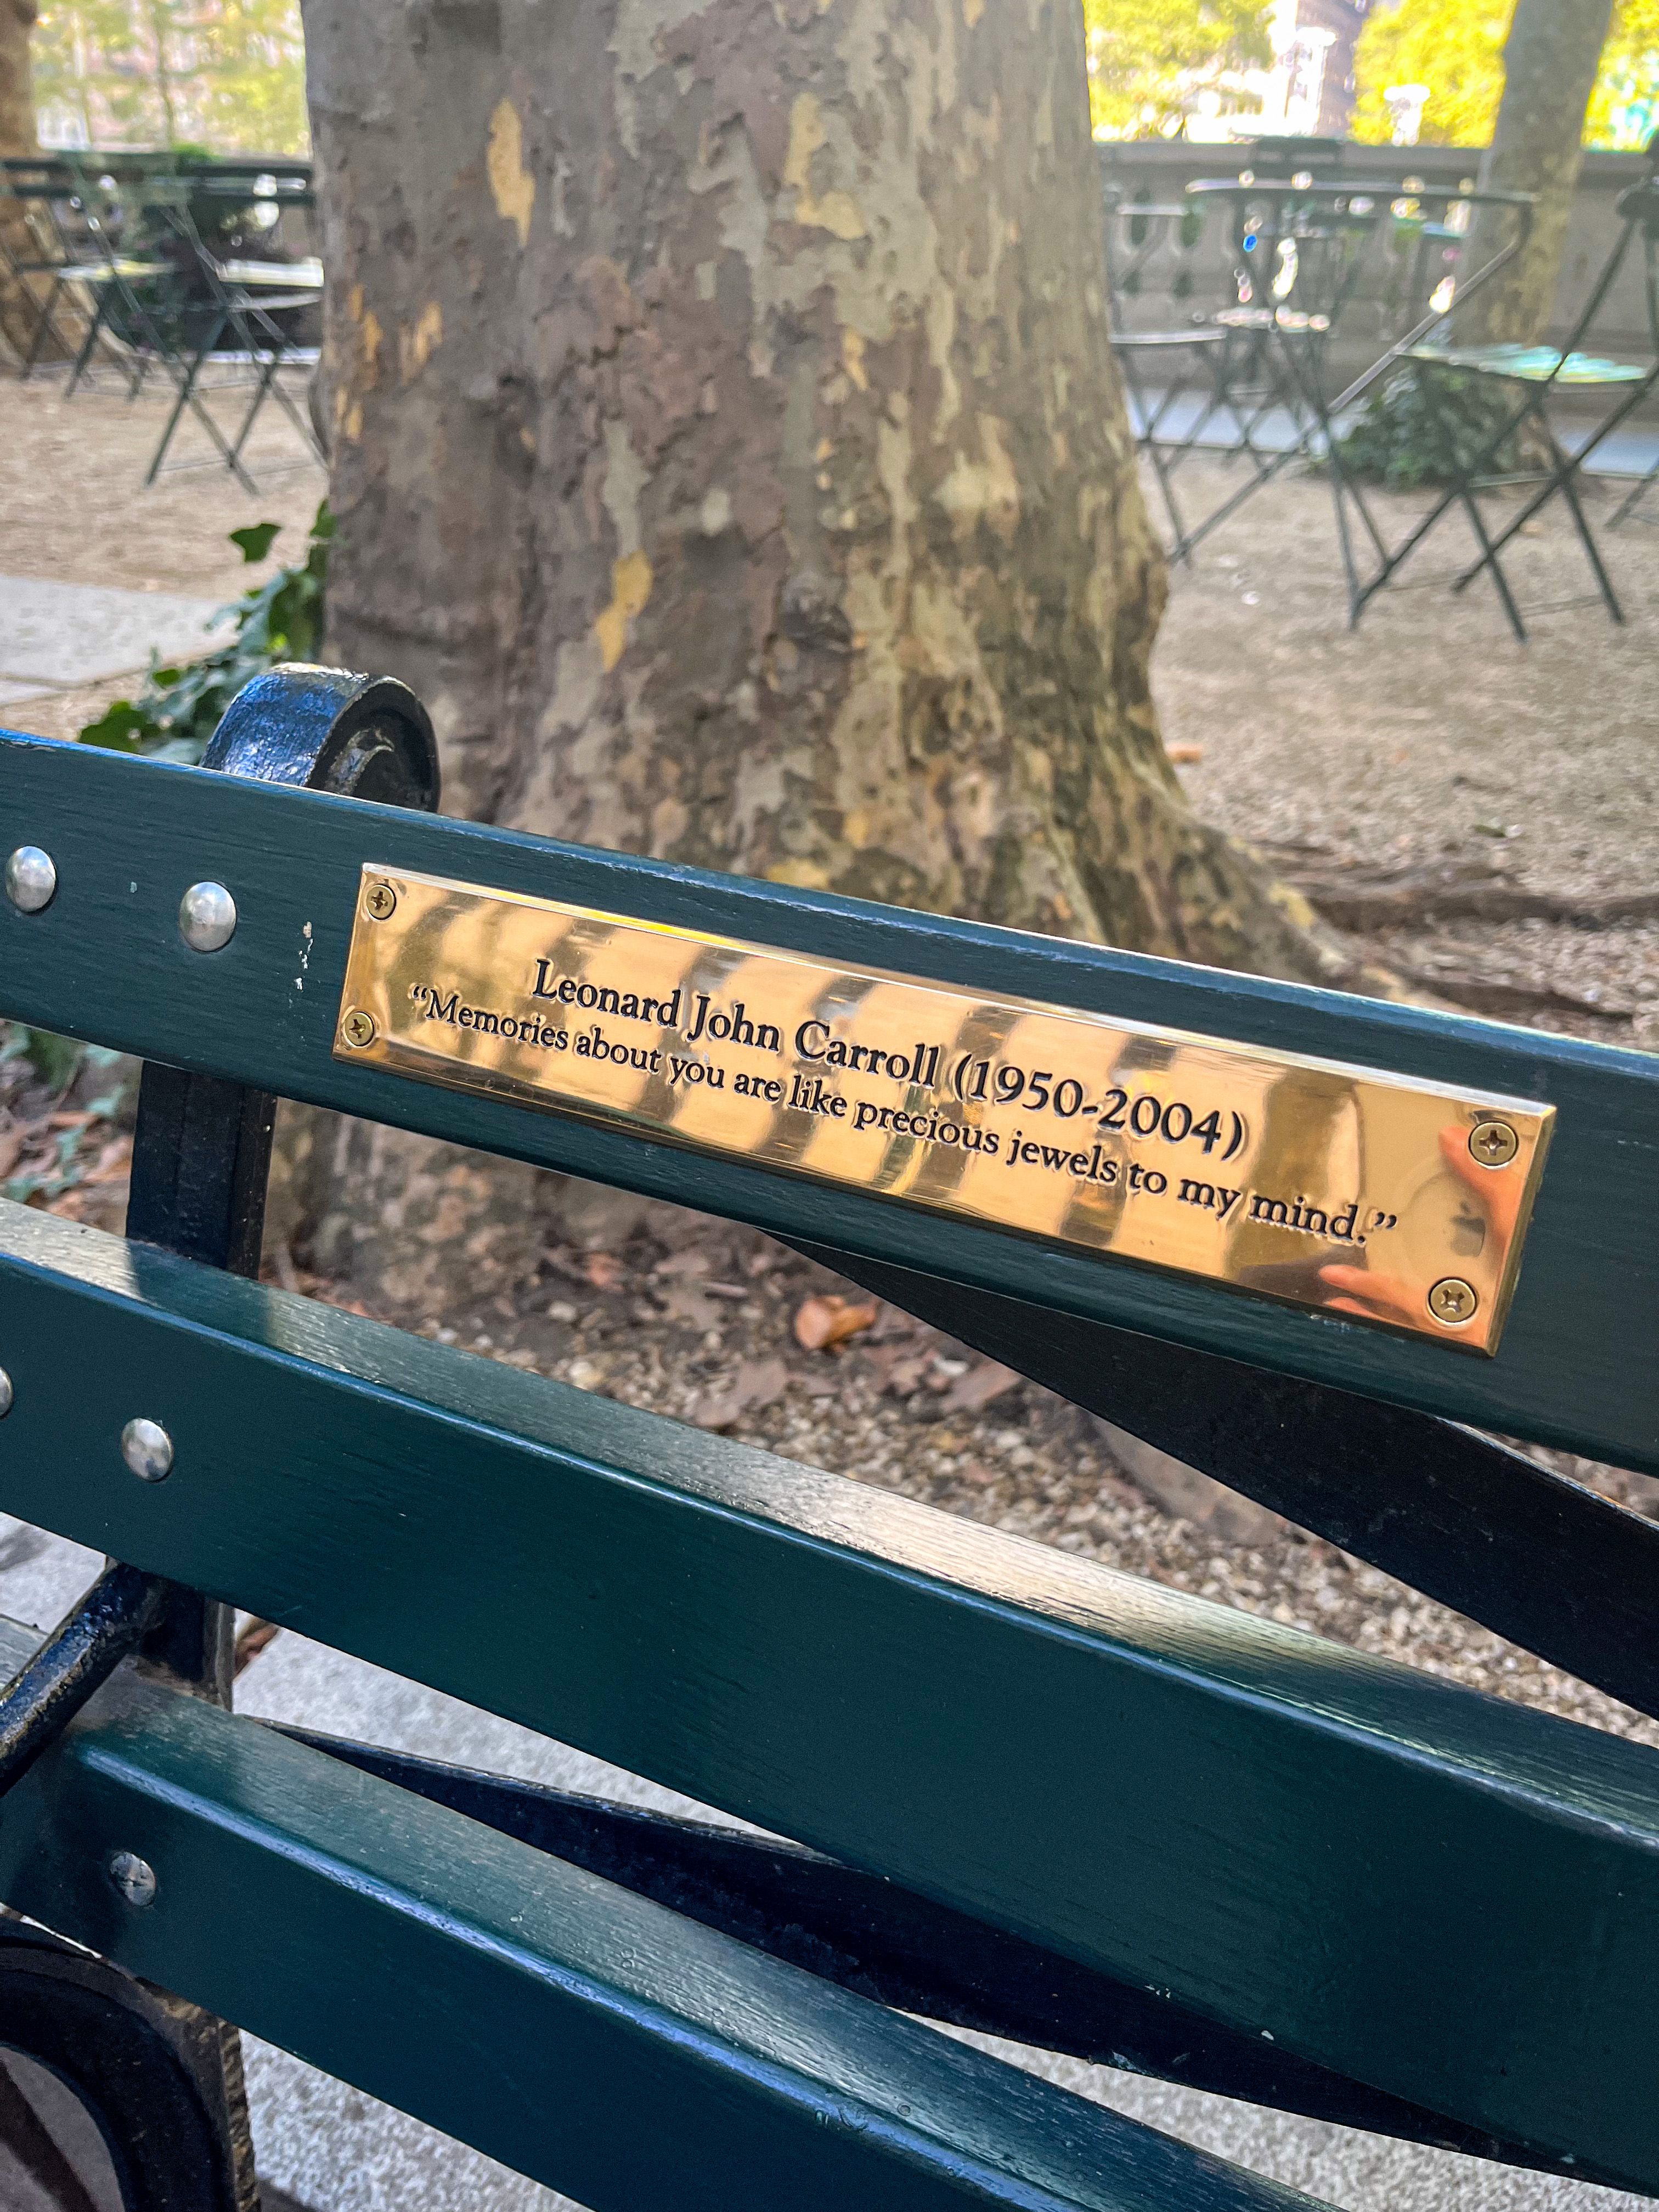 Leonard John Carroll (1950-2004)
“Memories about you are like precious jewels to my mind.”